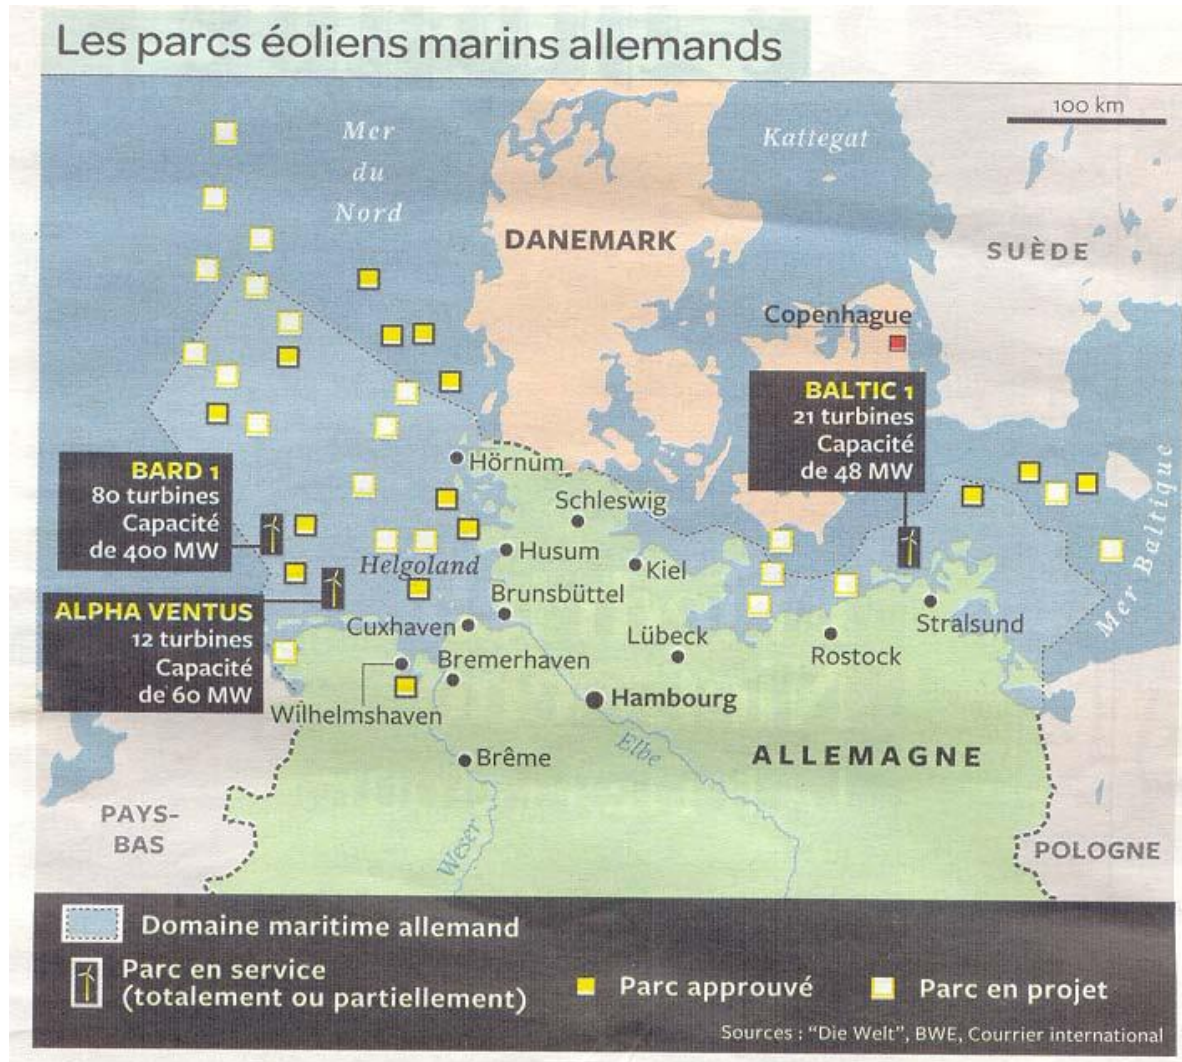 Les parcs éoliens marins allemands
100 km
Mer
du
Nord
Kattegat
DANEMARK
SUÈDE
Copenhague
BALTIC 1
21 turbines
Capacité
de 48 MW
BARD 1
80 turbines
Capacité
de 400 MW
Hörnum
Schleswig
Mer Baltique
Husum
Helgoland
Kiel
ALPHA VENTUS
12 turbines
Capacité
de 60 MW
Brunsbüttel
Cuxhaven
Stralsund
Lübeck
Rostock
Bremerhaven
Hambourg
Wilhelmshaven
Elbe
ALLEMAGNE
Brême
PAYS-
BAS
Weser
POLOGNE
Domaine maritime allemand
Parc en service
(totalement ou partiellement)
Parc approuvé
Parc en projet
Sources : "Die Welt", BWE, Courrier international